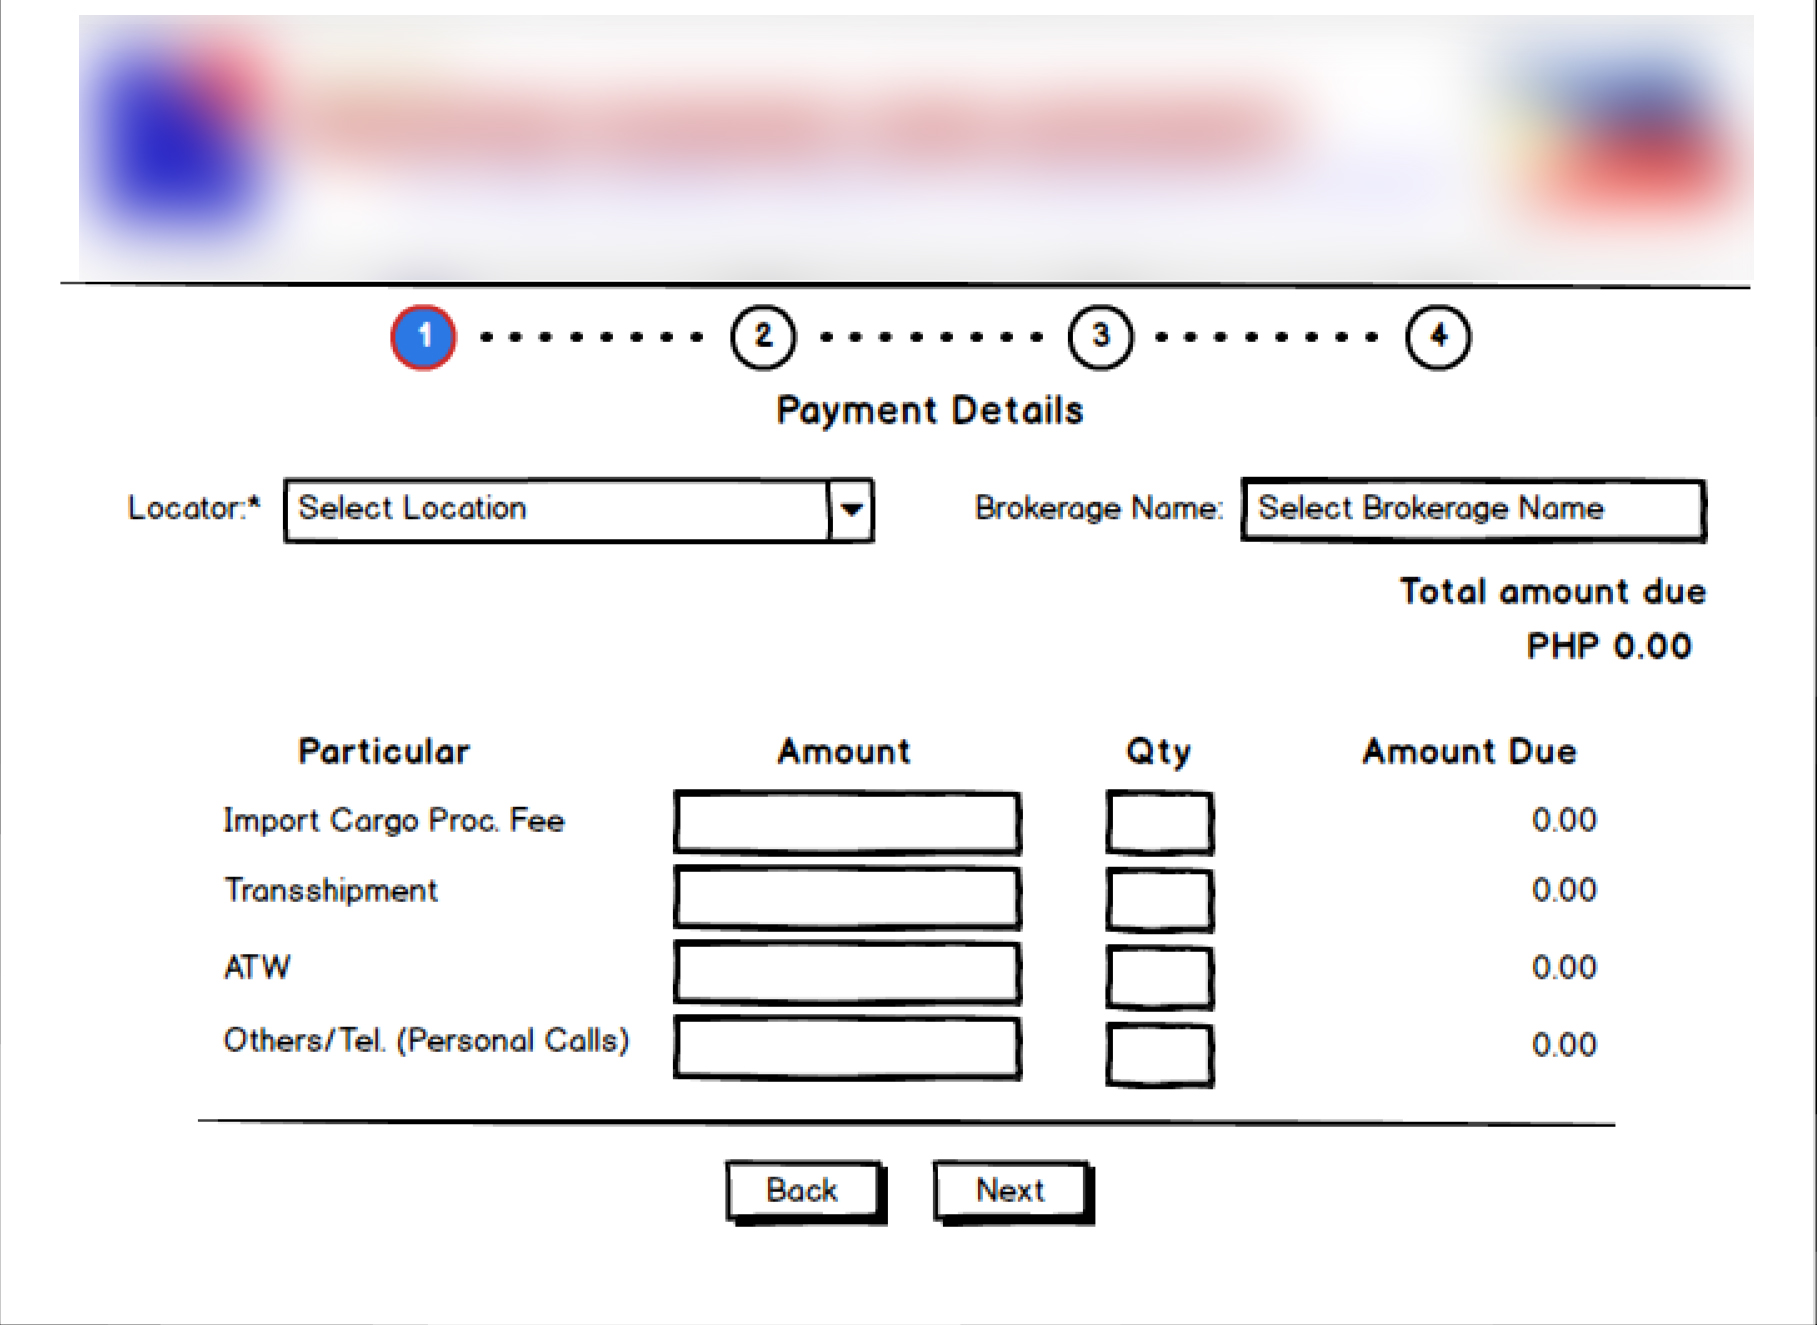 1 2 3 4
Payment Details
Locator:* Select Location Brokerage Name: Select Brokerage Name
Total amount due
PHP 0.00
Particular Amount Qty Amount Due
Import Cargo Proc. Fee 0.00
Transshipment 0.00
ATW 0.00
Others/Tel. (Personal Calls) 0.00
Back Next